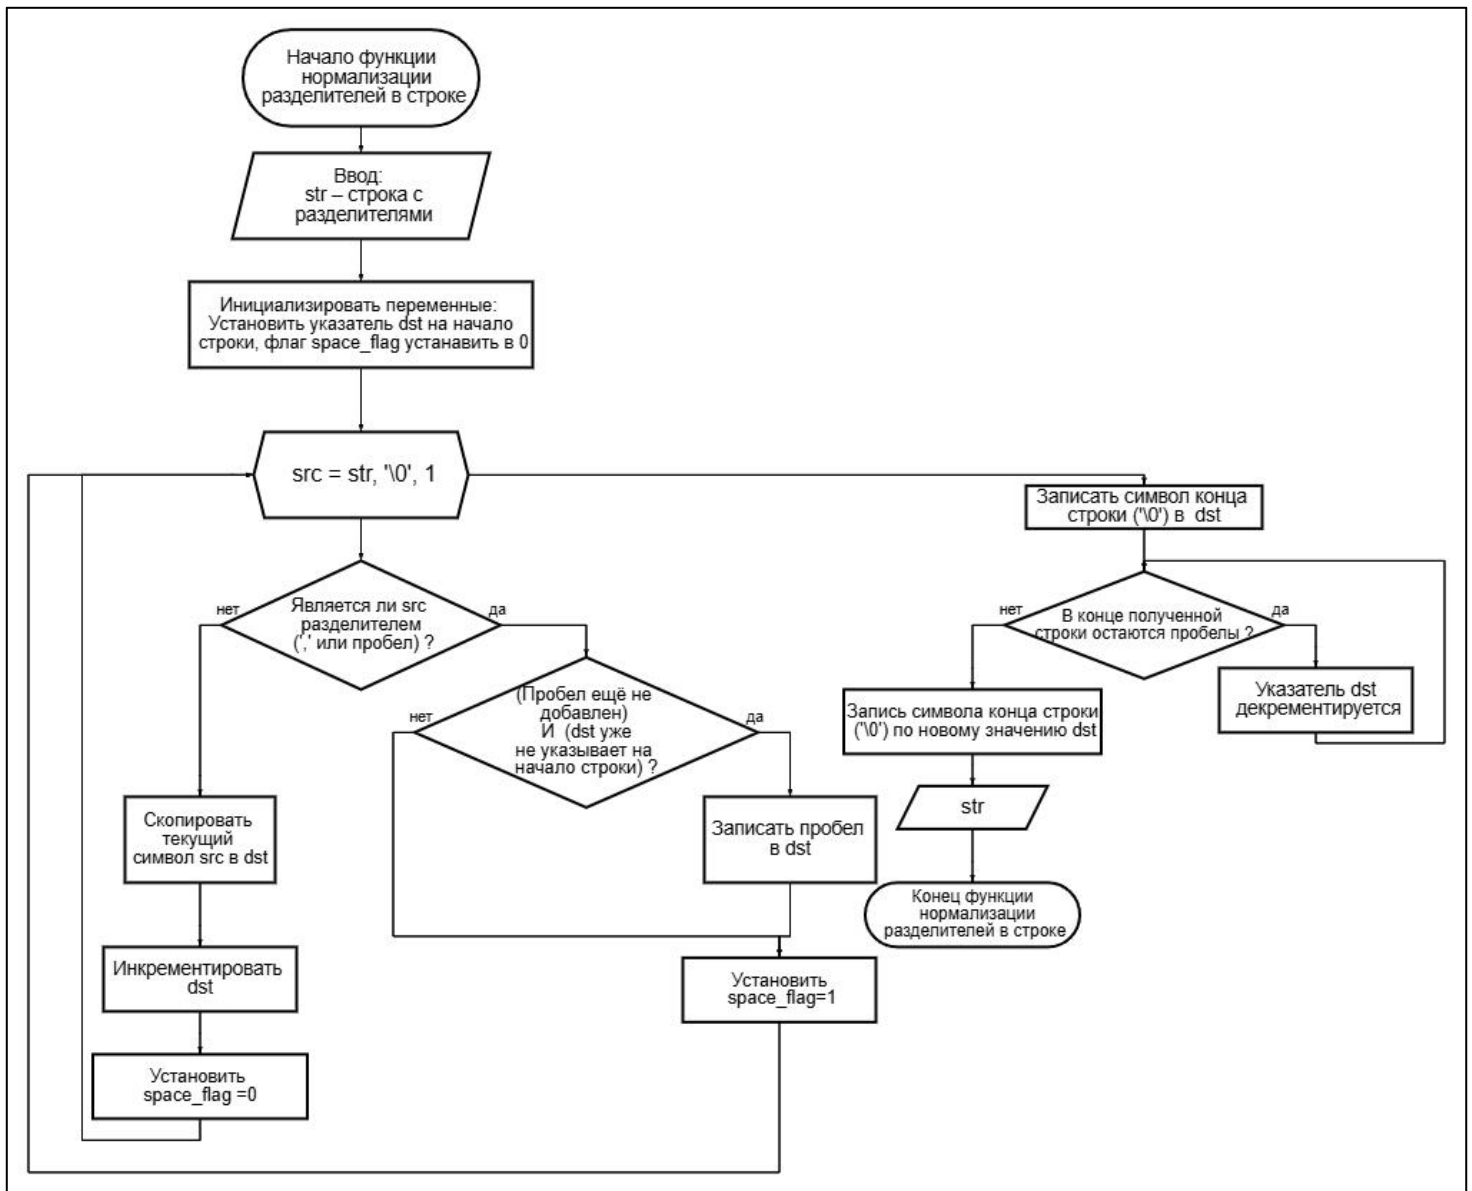 Начало функции
нормализации
разделителей в строке
Ввод:
str – строка с
разделителями
Инициализировать переменные:
Установить указатель dst на начало
строки, флаг space_flag устанавить в 0
src = str, '\0', 1
Является ли src
разделителем
(',' или пробел) ?
нет
да
(Пробел ещё не
добавлен)
И (dst уже
не указывает на
начало строки) ?
нет
да
Скопировать
текущий
символ src в dst
Инкрементировать
dst
Установить
space_flag =0
Записать пробел
в dst
Установить
space_flag=1
Записать символ конца
строки ('\0') в dst
В конце полученной
строки остаются пробелы ?
нет
да
Указатель dst
декрементируется
Запись символа конца строки
('\0') по новому значению dst
str
Конец функции
нормализации
разделителей в строке